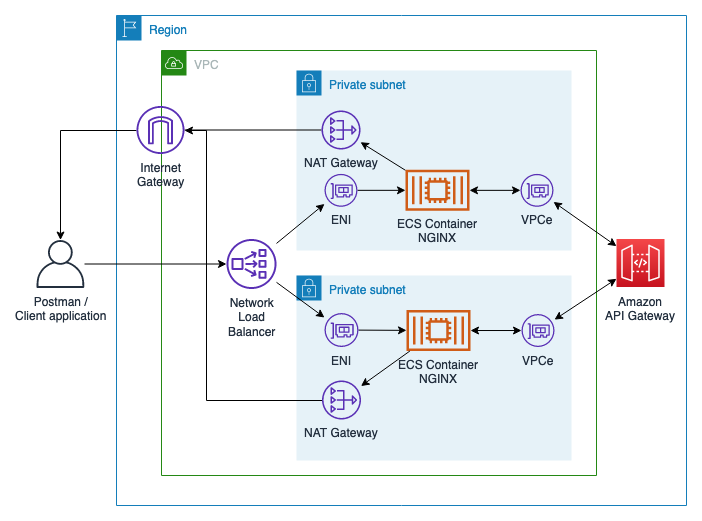 Region
VPC
Private subnet
NAT Gateway
Internet
Gateway
ENI
ECS Container
NGINX
VPCe
Postman /
Client application
Network
Load
Balancer
Amazon
API Gateway
Private subnet
ENI
ECS Container
NGINX
VPCe
NAT Gateway